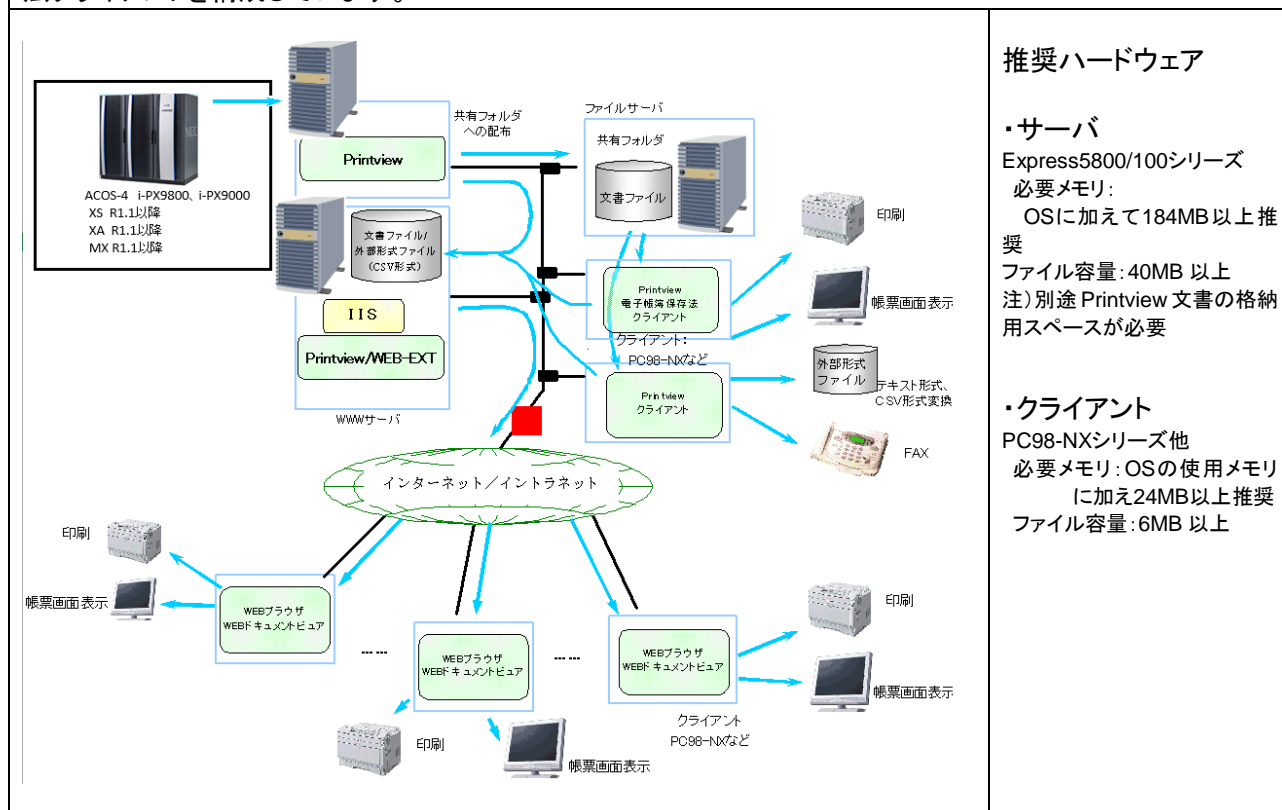 を構成しています。
NEC
ACOS-4 i-PX9800、i-PX9000
XS R1.1以降
XA R1.1以降
MX R1.1以降
Printview
共有フォルダ
への配布
ファイルサーバ
共有フォルダ
文書ファイル
文書ファイル/
外部形式ファイル
(CSV形式)
IIS
Printview/WEB-EXT
WWWサーバ
Printview
電子帳簿保存法
クライアント
クライアント:
PC98-NXなど
Printview
クライアント
印刷
帳票画面表示
外部形式
ファイル
テキスト形式、
CSV形式変換
FAX
インターネット/イントラネット
印刷
帳票画面表示
WEBブラウザ
WEBドキュメントビュア
……
WEBブラウザ
WEBドキュメントビュア
……
WEBブラウザ
WEBドキュメントビュア
印刷
帳票画面表示
クライアント
PC98-NXなど
印刷
帳票画面表示
推奨ハードウェア
・サーバ
Express5800/100シリーズ
必要メモリ:
OSに加えて184MB以上推
奨
ファイル容量:40MB 以上
注)別途 Printview 文書の格納
用スペースが必要
・クライアント
PC98-NXシリーズ他
必要メモリ:OSの使用メモリ
に加え24MB以上推奨
ファイル容量:6MB 以上